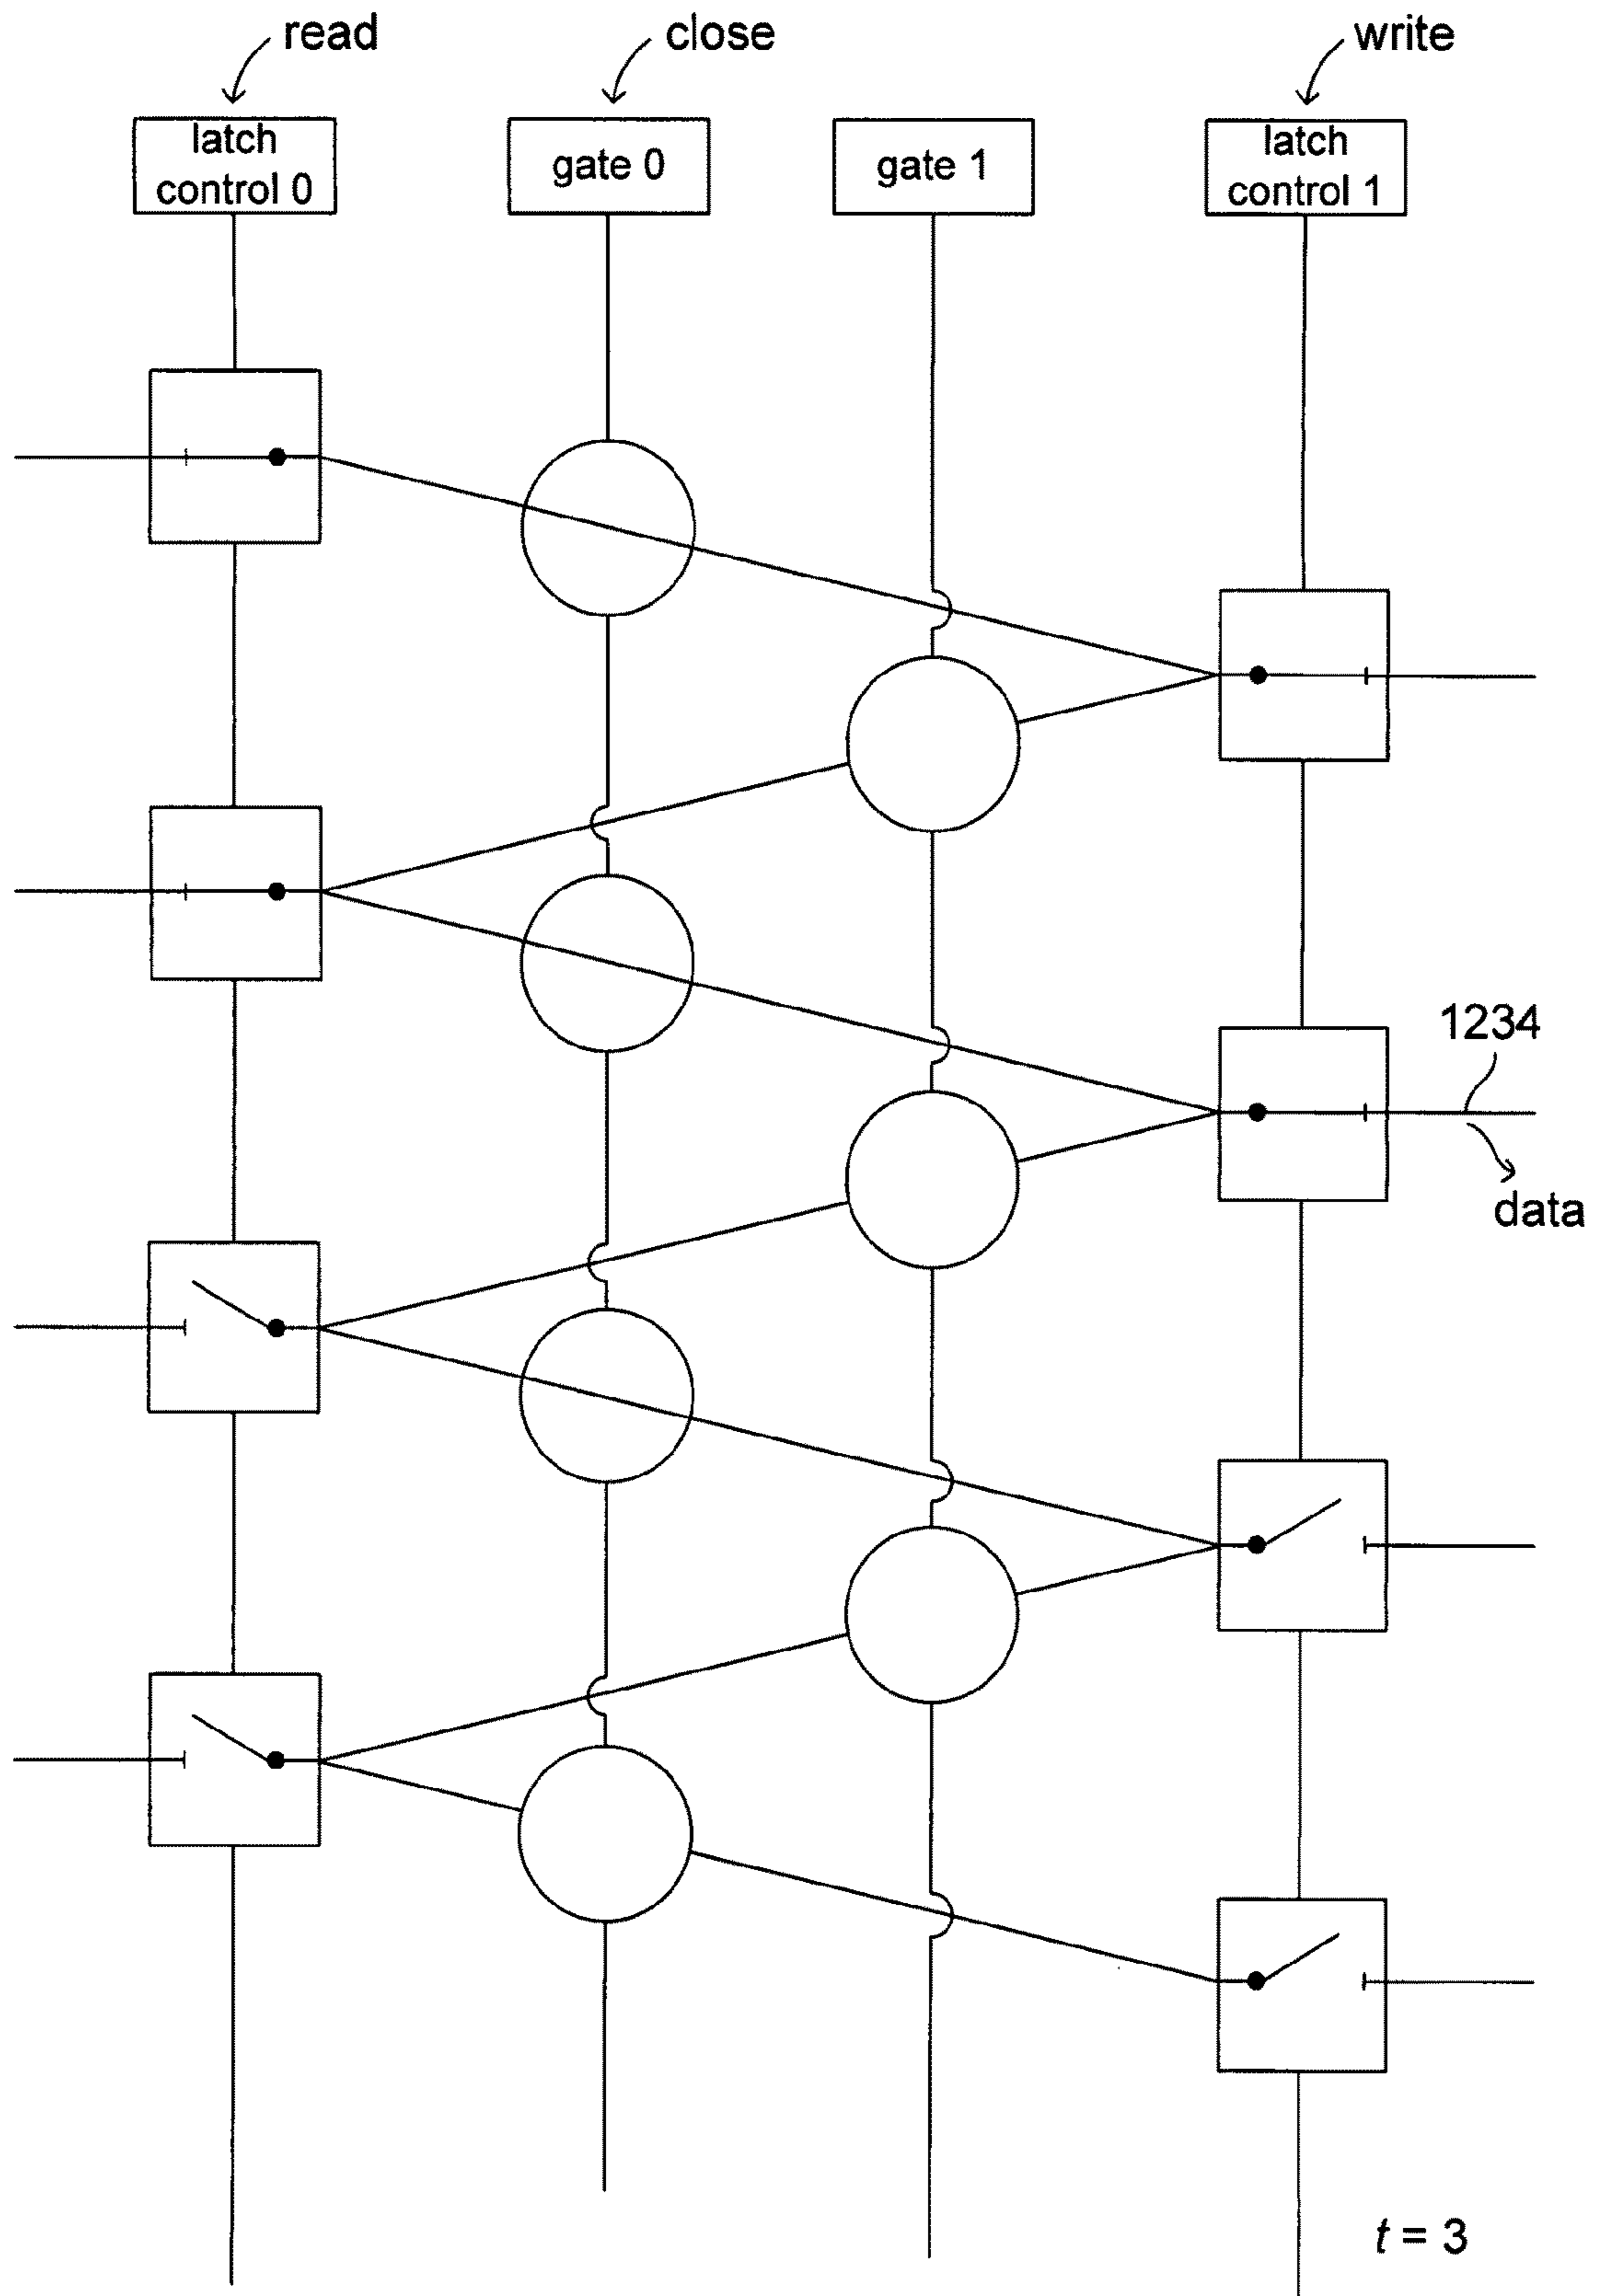 read
close
write
latch
control 0
gate 0
gate 1
latch
control 1
1234
data
t = 3